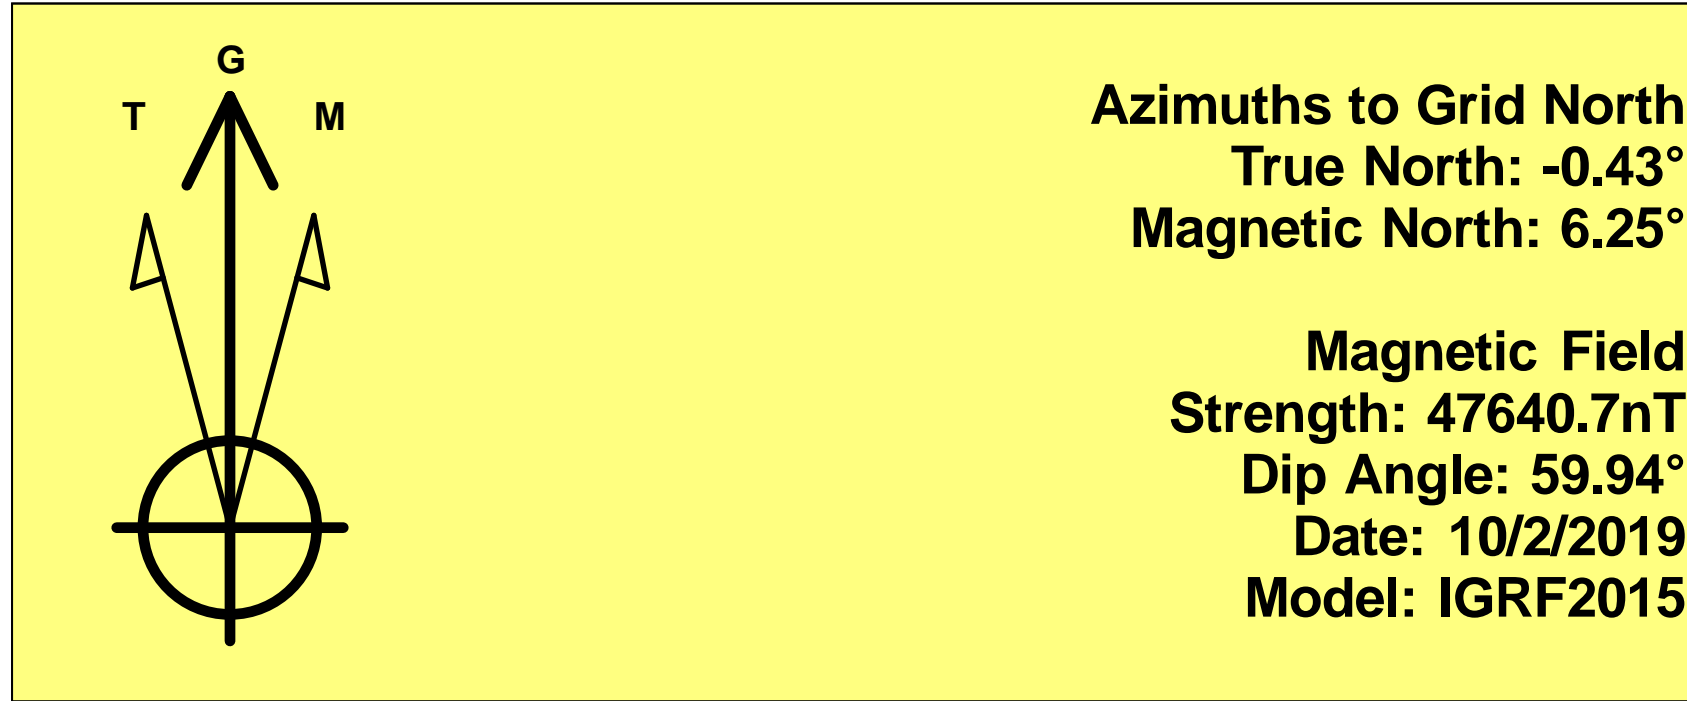 G
T M
Azimuths to Grid North
True North: -0.43°
Magnetic North: 6.25°
Magnetic Field
Strength: 47640.7nT
Dip Angle: 59.94°
Date: 10/2/2019
Model: IGRF2015